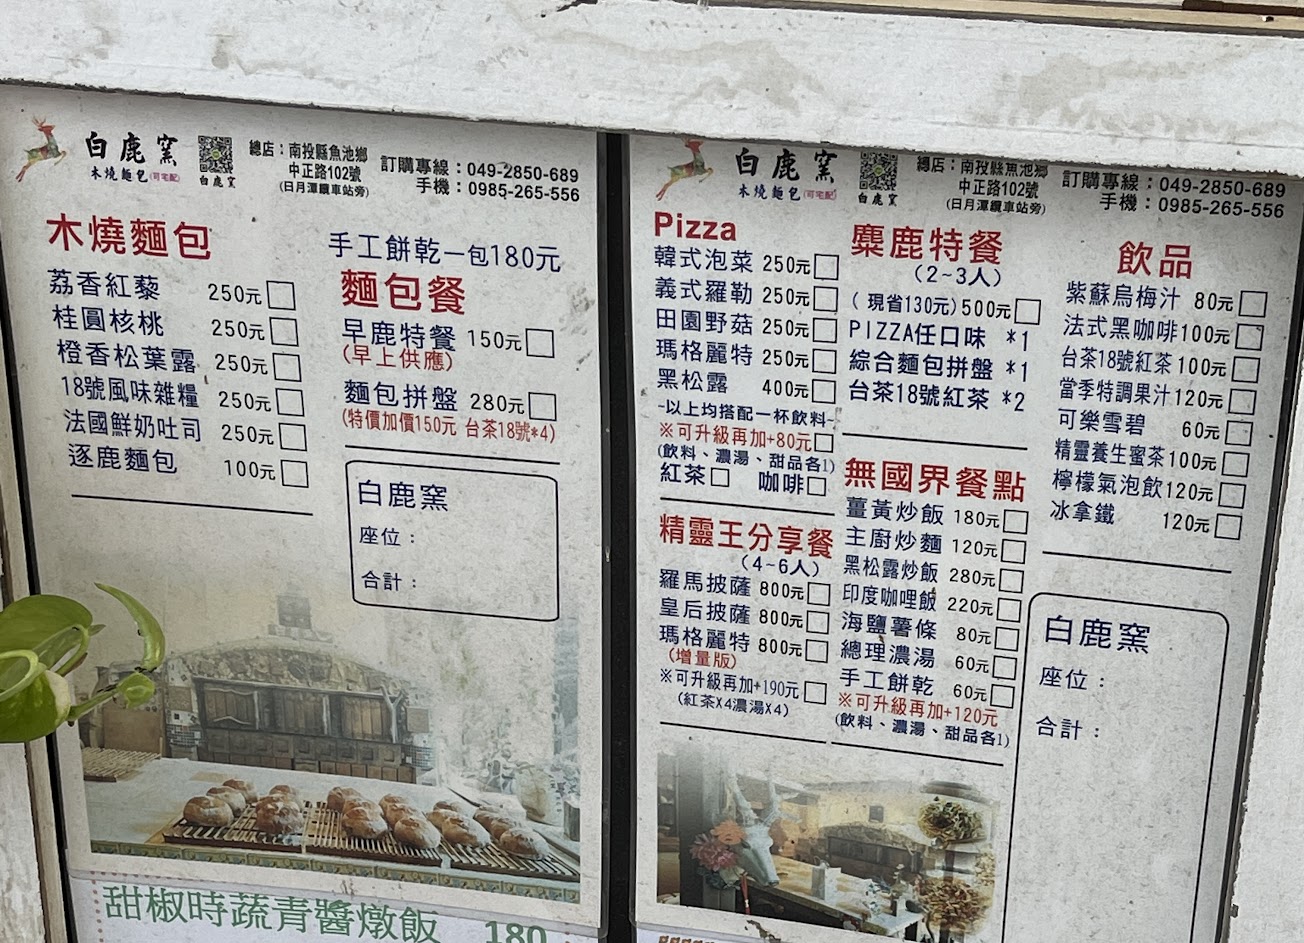 白鹿窯
木燒麵包(可宅配)
白鹿窯
總店：南投縣魚池鄉
中正路102號
(日月潭纜車站旁)
訂購專線：049-2850-689
手機：0985-265-556
木燒麵包
荔香紅藜 250元
桂圓核桃 250元
橙香松葉露 250元
18號風味雜糧 250元
法國鮮奶吐司 250元
逐鹿麵包 100元
手工餅乾一包180元
麵包餐
早鹿特餐 150元
(早上供應)
麵包拼盤 280元
(特價加價150元 台茶18號*4)
白鹿窯
座位：
合計：
甜椒時蔬青醬燉飯 180
白鹿窯
木燒麵包(可宅配)
白鹿窯
總店：南投縣魚池鄉
中正路102號
(日月潭纜車站旁)
訂購專線：049-2850-689
手機：0985-265-556
Pizza
韓式泡菜 250元
義式羅勒 250元
田園野菇 250元
瑪格麗特 250元
黑松露 400元
-以上均搭配一杯飲料-
※可升級再加+80元
(飲料、濃湯、甜品各1)
紅茶 咖啡
精靈王分享餐
(4~6人)
羅馬披薩 800元
皇后披薩 800元
瑪格麗特 800元
(增量版)
※可升級再加+190元
(紅茶X4濃湯X4)
麋鹿特餐
(2~3人)
(現省130元)500元
PIZZA任口味 *1
綜合麵包拼盤 *1
台茶18號紅茶 *2
無國界餐點
薑黃炒飯 180元
主廚炒麵 120元
黑松露炒飯 280元
印度咖哩飯 220元
海鹽薯條 80元
總理濃湯 60元
手工餅乾 60元
※可升級再加+120元
(飲料、濃湯、甜品各1)
飲品
紫蘇烏梅汁 80元
法式黑咖啡 100元
台茶18號紅茶 100元
當季特調果汁 120元
可樂雪碧 60元
精靈養生蜜茶 100元
檸檬氣泡飲 120元
冰拿鐵 120元
白鹿窯
座位：
合計：